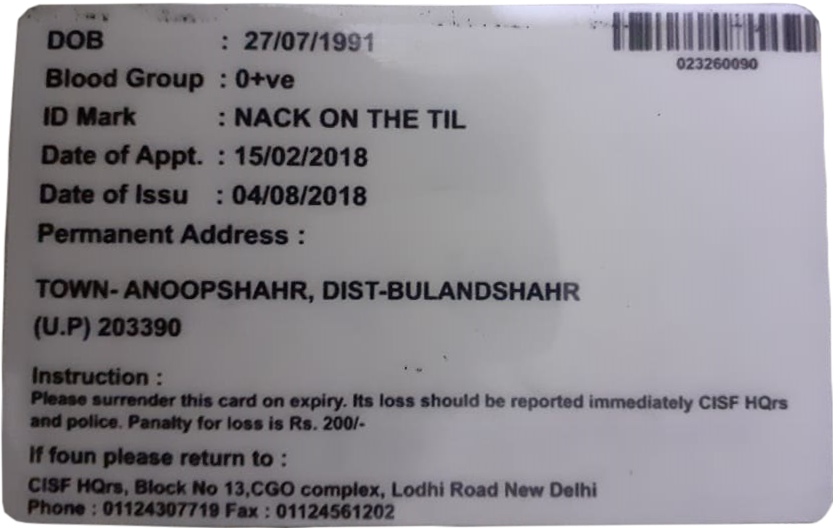 DOB : 27/07/1991
023260090
Blood Group : 0+ve
ID Mark : NACK ON THE TIL
Date of Appt. : 15/02/2018
Date of Issu : 04/08/2018
Permanent Address :
TOWN- ANOOPSHAHR, DIST-BULANDSHAHR
(U.P) 203390
Instruction :
Please surrender this card on expiry. Its loss should be reported immediately CISF HQrs
and police. Panalty for loss is Rs. 200/-
If foun please return to :
CISF HQrs, Block No 13,CGO complex, Lodhi Road New Delhi
Phone : 01124307719 Fax : 01124561202